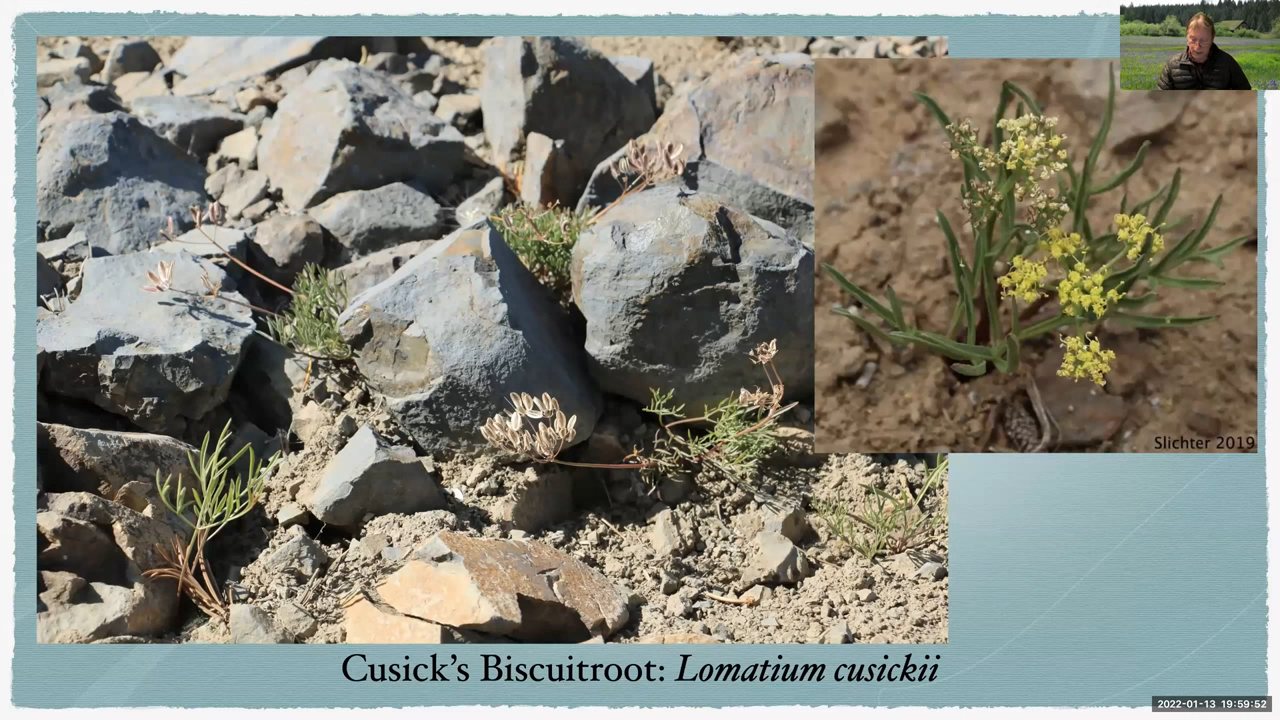 Slichter 2019
Cusick’s Biscuitroot: Lomatium cusickii
2022-01-13 19:59:52